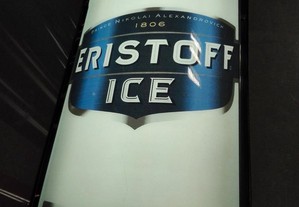 PRINCE NIKOLAI ALEXANDROVICH
1806
ERISTOFF
ICE